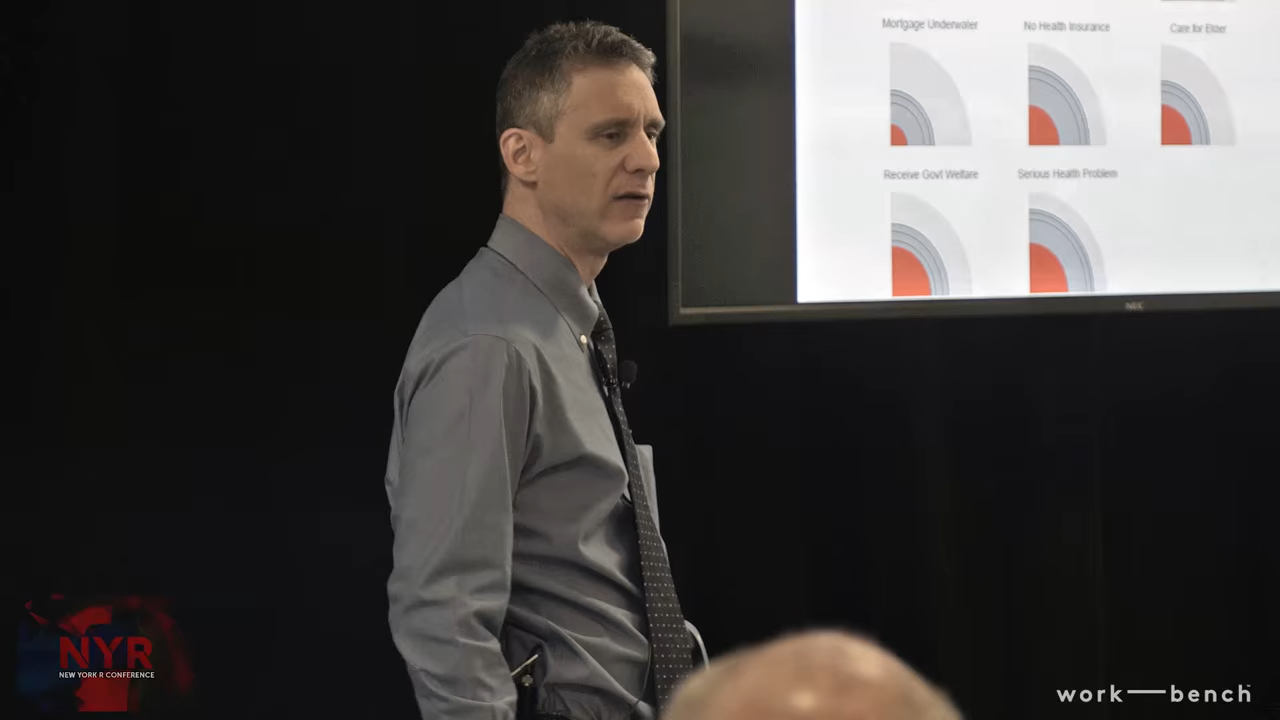 Mortgage Underwater
No Health Insurance
Care for Elder
Receive Govt Welfare
Serious Health Problem
NEC
NYR
NEW YORK R CONFERENCE
work—bench